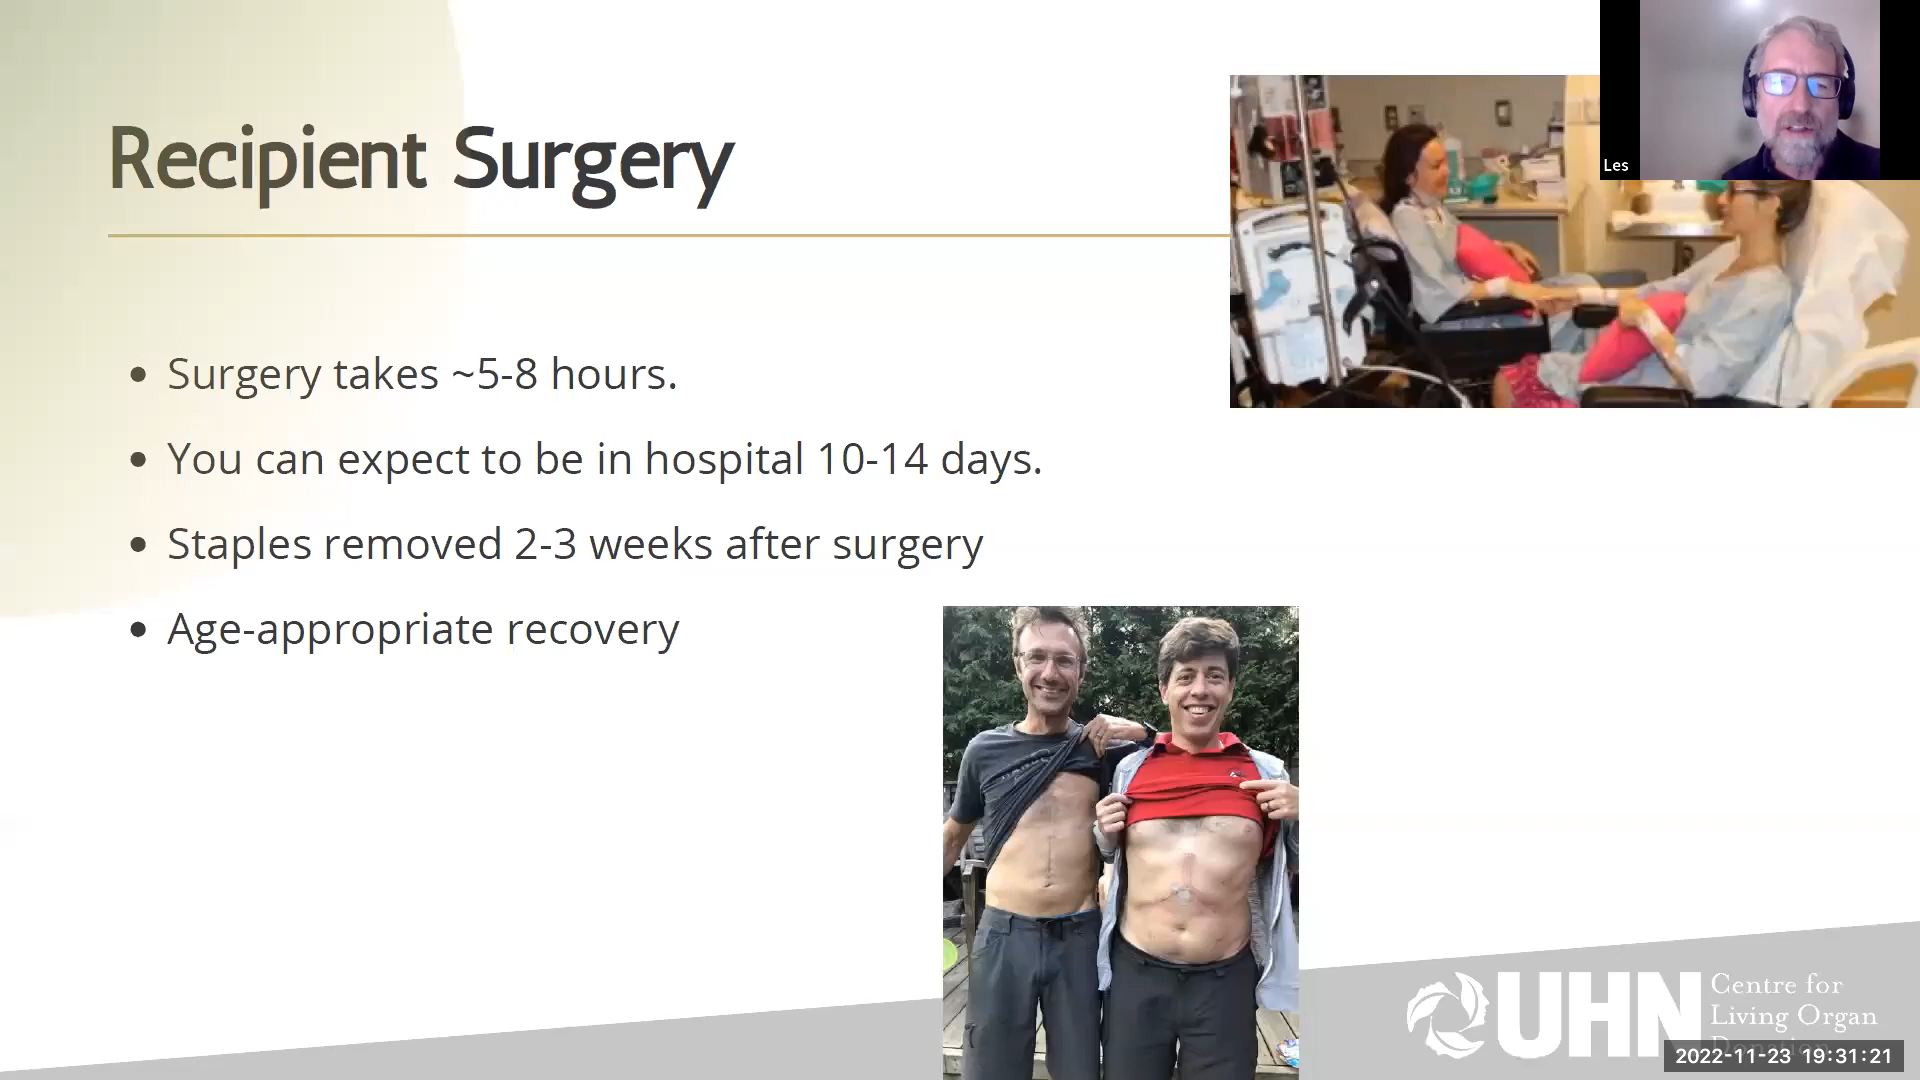 Les
Recipient Surgery
• Surgery takes ~5-8 hours.
• You can expect to be in hospital 10-14 days.
• Staples removed 2-3 weeks after surgery
• Age-appropriate recovery
UHN
Centre for
Living Organ
Donation
2022-11-23 19:31:21